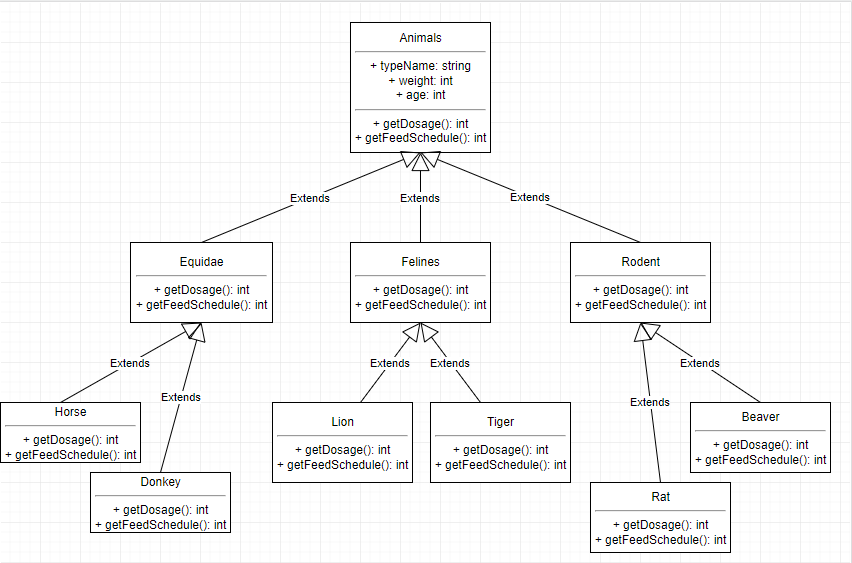 Animals
+ typeName: string
+ weight: int
+ age: int
+ getDosage(): int
+ getFeedSchedule(): int
Extends
Extends
Extends
Equidae
+ getDosage(): int
+ getFeedSchedule(): int
Felines
+ getDosage(): int
+ getFeedSchedule(): int
Rodent
+ getDosage(): int
+ getFeedSchedule(): int
Extends
Extends
Extends
Extends
Extends
Extends
Horse
+ getDosage(): int
+ getFeedSchedule(): int
Donkey
+ getDosage(): int
+ getFeedSchedule(): int
Lion
+ getDosage(): int
+ getFeedSchedule(): int
Tiger
+ getDosage(): int
+ getFeedSchedule(): int
Rat
+ getDosage(): int
+ getFeedSchedule(): int
Beaver
+ getDosage(): int
+ getFeedSchedule(): int